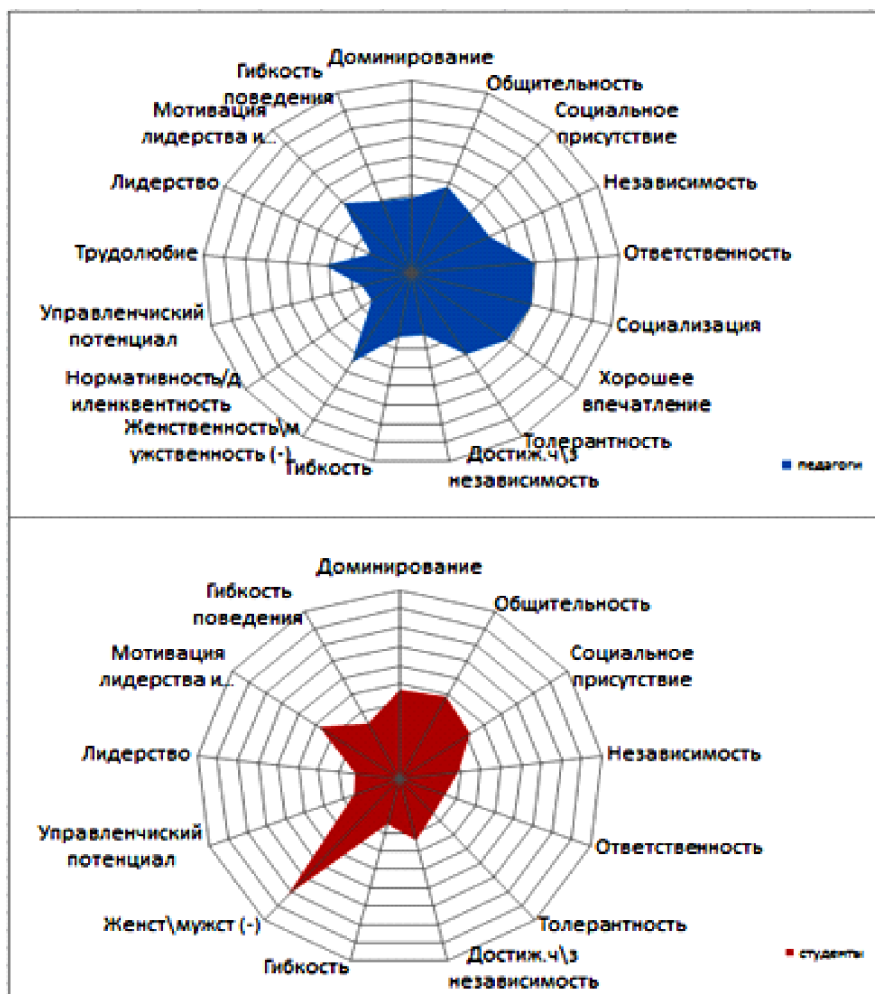 Доминирование
Общительность
Социальное
присутствие
Независимость
Ответственность
Социализация
Хорошее
впечатление
Толерантность
Достиж.ч\з
независимость
Гибкость
Женственность\м
ужственность (-)
Нормативность/д
иленквентность
Управленчиский
потенциал
Трудолюбие
Лидерство
Мотивация
лидерства и...
Гибкость
поведения
педагоги
Доминирование
Общительность
Социальное
присутствие
Независимость
Ответственность
Толерантность
Достиж.ч\з
независимость
Гибкость
Женст\мужст (-)
Управленчиский
потенциал
Лидерство
Мотивация
лидерства и...
Гибкость
поведения
студенты